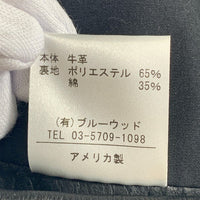 本体 牛革
裏地 ポリエステル 65%
綿 35%
(有)ブルーウッド
TEL 03-5709-1098
アメリカ製